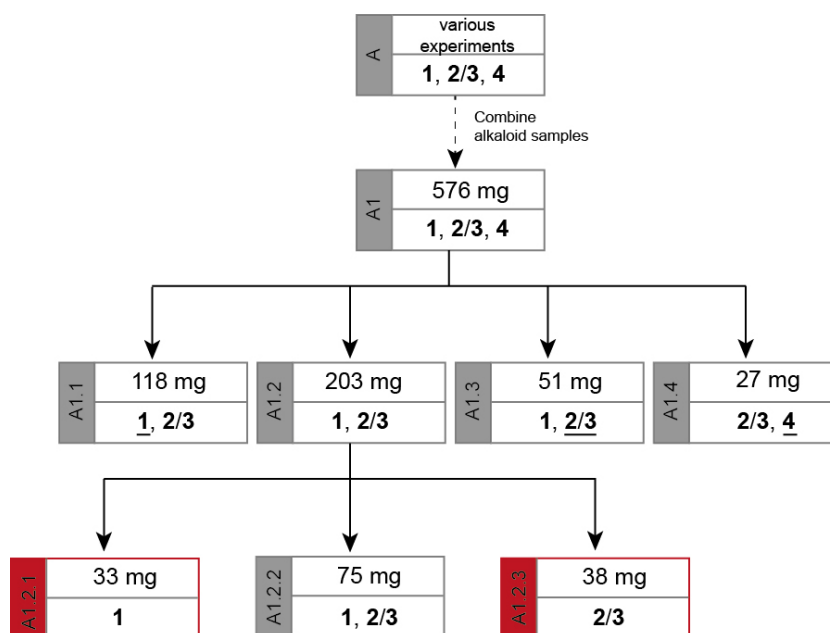 A
various
experiments
1, 2/3, 4
Combine
alkaloid samples
A1
576 mg
1, 2/3, 4
A1.1
118 mg
1, 2/3
A1.2
203 mg
1, 2/3
A1.3
51 mg
1, 2/3
A1.4
27 mg
2/3, 4
A1.2.1
33 mg
1
A1.2.2
75 mg
1, 2/3
A1.2.3
38 mg
2/3